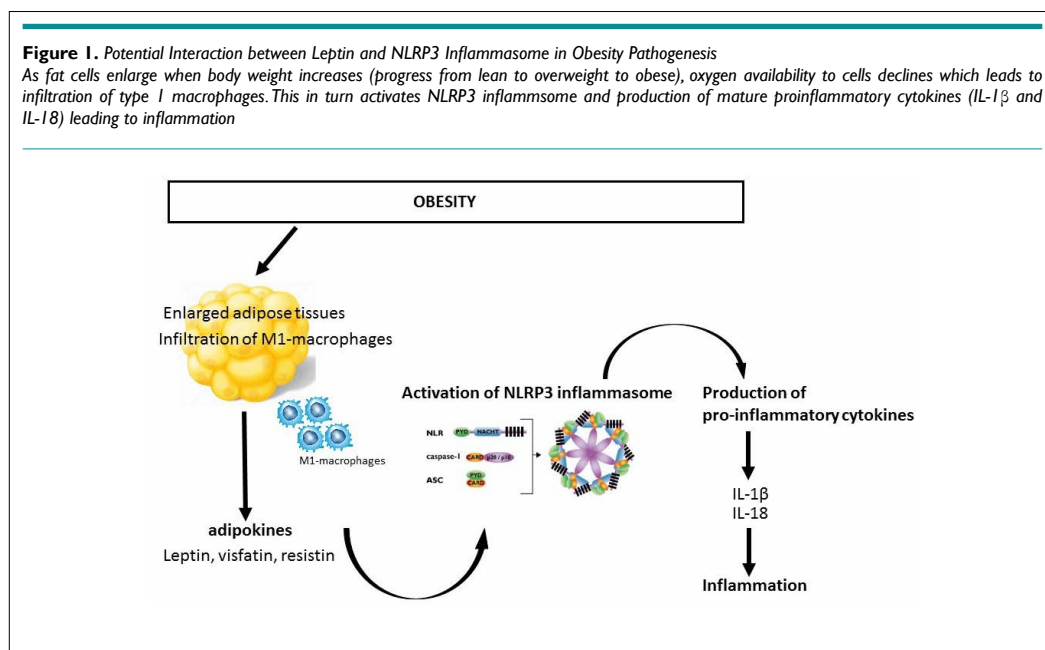 Figure 1. Potential Interaction between Leptin and NLRP3 Inflammasome in Obesity Pathogenesis
As fat cells enlarge when body weight increases (progress from lean to overweight to obese), oxygen availability to cells declines which leads to
infiltration of type 1 macrophages. This in turn activates NLRP3 inflammsome and production of mature proinflammatory cytokines (IL-1β and
IL-18) leading to inflammation
OBESITY
Enlarged adipose tissues
Infiltration of M1-macrophages
M1-macrophages
adipokines
Leptin, visfatin, resistin
Activation of NLRP3 inflammasome
NLR PYD NACHT
caspase-1 CARD p20 / p10
ASC PYD
CARD
Production of
pro-inflammatory cytokines
IL-1β
IL-18
Inflammation